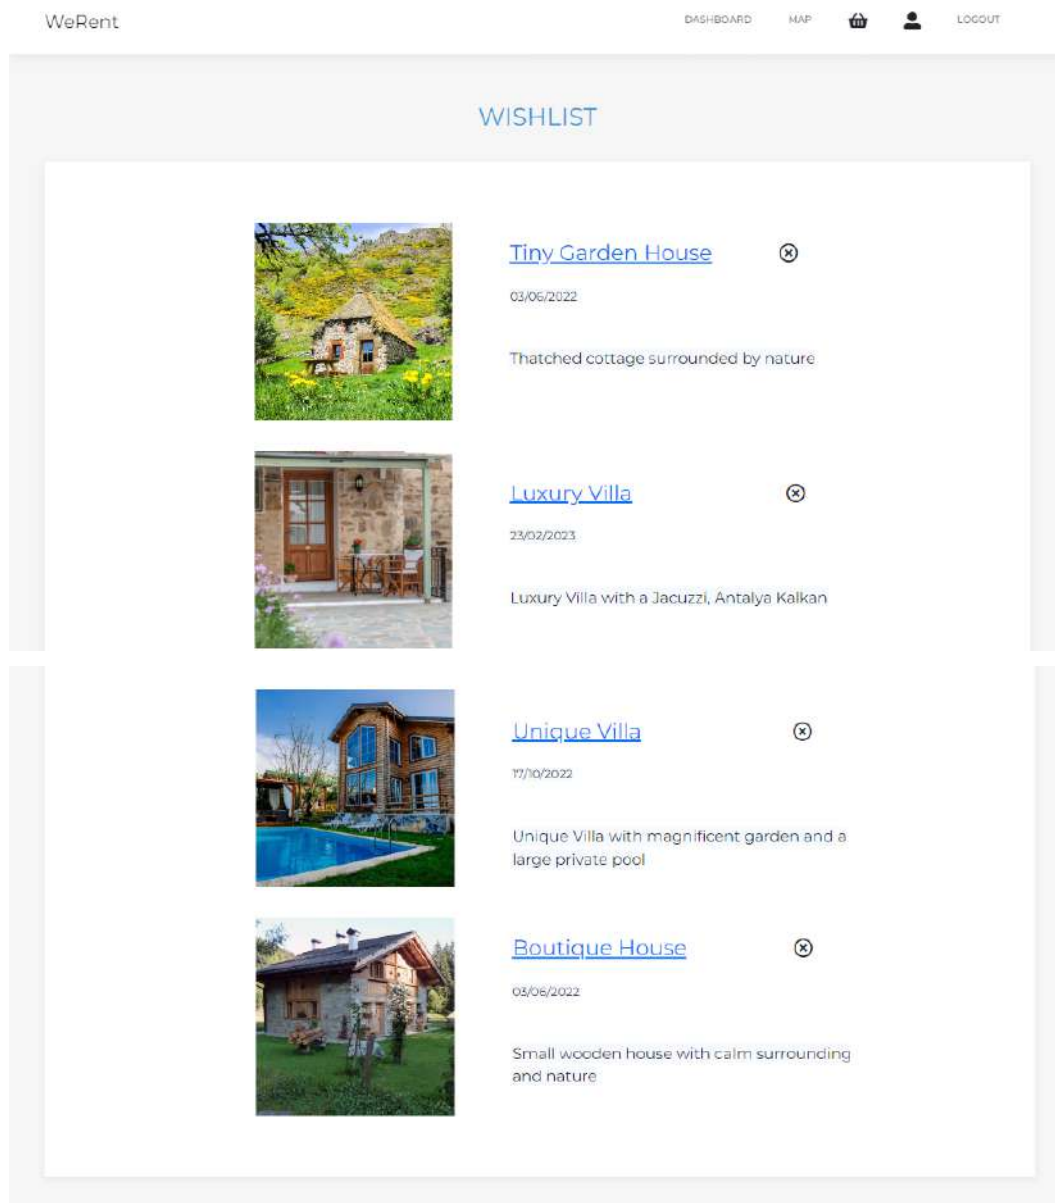 WeRent
DASHBOARD MAP LOGOUT
WISHLIST
Tiny Garden House
03/06/2022
Thatched cottage surrounded by nature
Luxury Villa
23/02/2023
Luxury Villa with a Jacuzzi, Antalya Kalkan
Unique Villa
17/10/2022
Unique Villa with magnificent garden and a
large private pool
Boutique House
03/06/2022
Small wooden house with calm surrounding
and nature